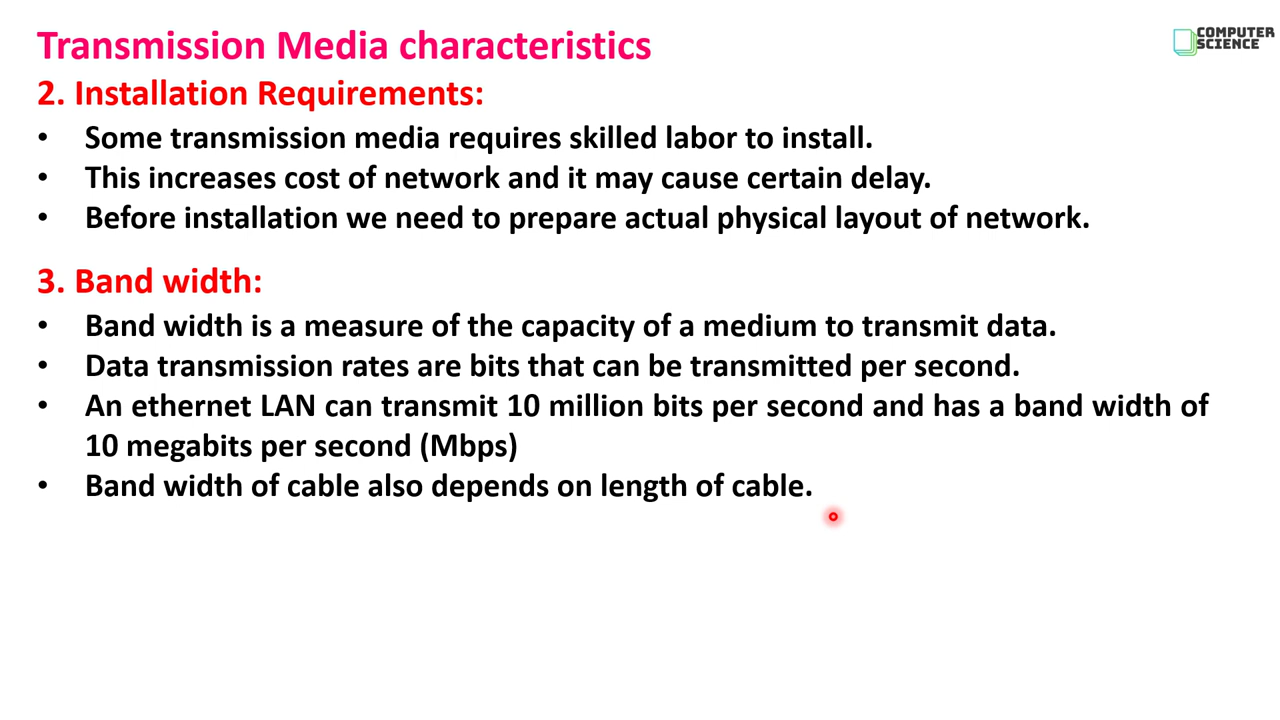 Transmission Media characteristics
COMPUTER
SCIENCE
2. Installation Requirements:
• Some transmission media requires skilled labor to install.
• This increases cost of network and it may cause certain delay.
• Before installation we need to prepare actual physical layout of network.
3. Band width:
• Band width is a measure of the capacity of a medium to transmit data.
• Data transmission rates are bits that can be transmitted per second.
• An ethernet LAN can transmit 10 million bits per second and has a band width of
10 megabits per second (Mbps)
• Band width of cable also depends on length of cable.